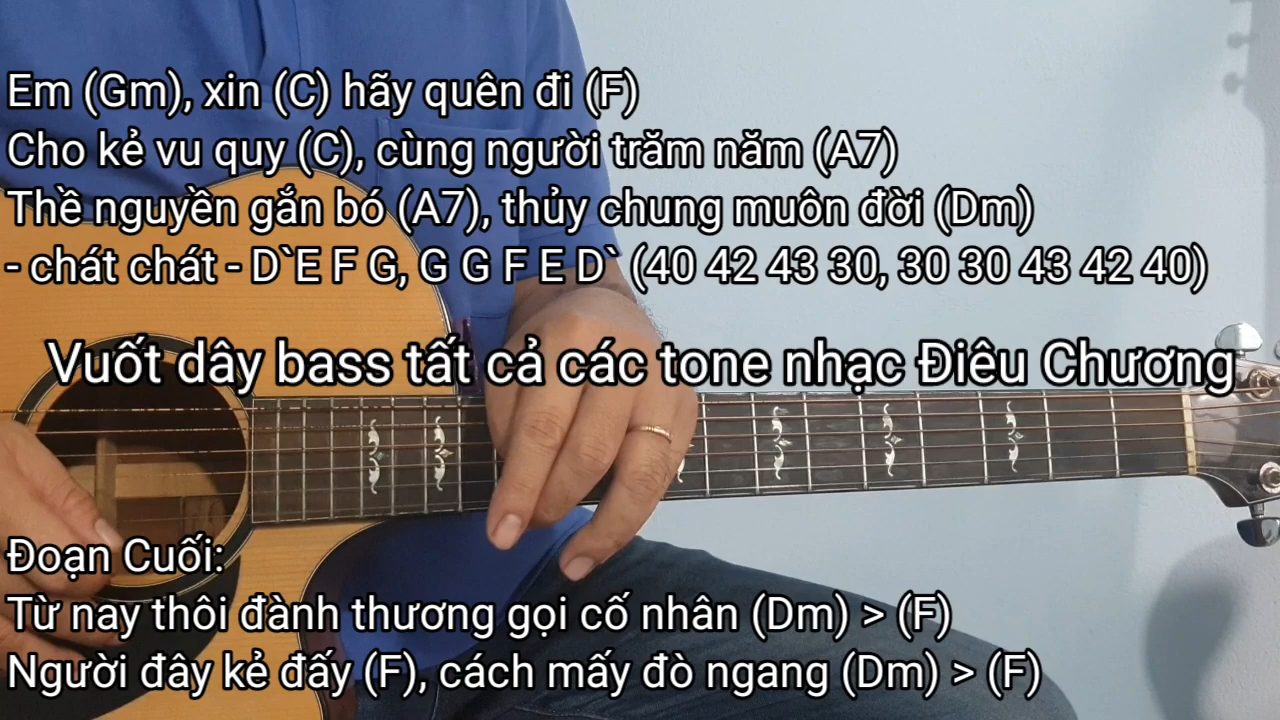 Em (Gm), xin (C) hãy quên đi (F)
Cho kẻ vu quy (C), cùng người trăm năm (A7)
Thề nguyền gắn bó (A7), thủy chung muôn đời (Dm)
- chát chát - D`E F G, G G F E D` (40 42 43 30, 30 30 43 42 40)
Vuốt dây bass tất cả các tone nhạc Điêu Chương
Đoạn Cuối:
Từ nay thôi đành thương gọi cố nhân (Dm) > (F)
Người đây kẻ đấy (F), cách mấy đò ngang (Dm) > (F)